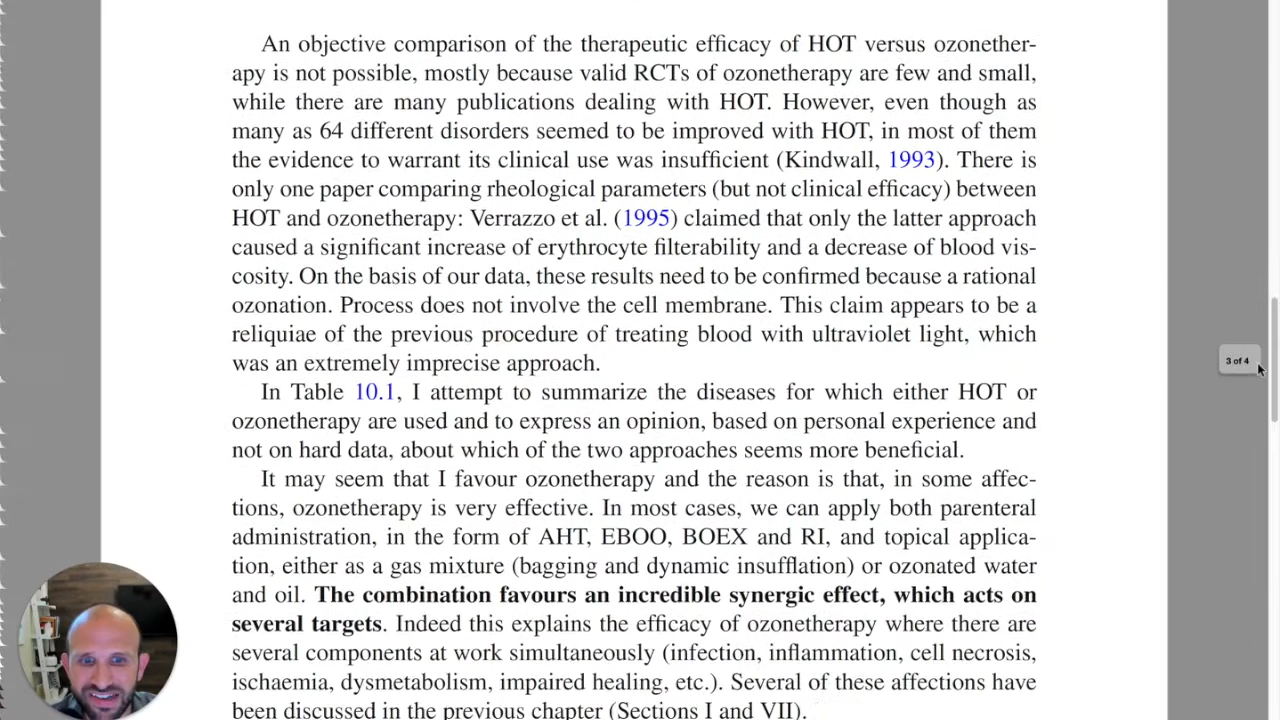 An objective comparison of the therapeutic efficacy of HOT versus ozonether-
apy is not possible, mostly because valid RCTs of ozonetherapy are few and small,
while there are many publications dealing with HOT. However, even though as
many as 64 different disorders seemed to be improved with HOT, in most of them
the evidence to warrant its clinical use was insufficient (Kindwall, 1993). There is
only one paper comparing rheological parameters (but not clinical efficacy) between
HOT and ozonetherapy: Verrazzo et al. (1995) claimed that only the latter approach
caused a significant increase of erythrocyte filterability and a decrease of blood vis-
cosity. On the basis of our data, these results need to be confirmed because a rational
ozonation. Process does not involve the cell membrane. This claim appears to be a
reliquiae of the previous procedure of treating blood with ultraviolet light, which
was an extremely imprecise approach.
In Table 10.1, I attempt to summarize the diseases for which either HOT or
ozonetherapy are used and to express an opinion, based on personal experience and
not on hard data, about which of the two approaches seems more beneficial.
It may seem that I favour ozonetherapy and the reason is that, in some affec-
tions, ozonetherapy is very effective. In most cases, we can apply both parenteral
administration, in the form of AHT, EBOO, BOEX and RI, and topical applica-
tion, either as a gas mixture (bagging and dynamic insufflation) or ozonated water
and oil. The combination favours an incredible synergic effect, which acts on
several targets. Indeed this explains the efficacy of ozonetherapy where there are
several components at work simultaneously (infection, inflammation, cell necrosis,
ischaemia, dysmetabolism, impaired healing, etc.). Several of these affections have
been discussed in the previous chapter (Sections I and VII).
3 of 4